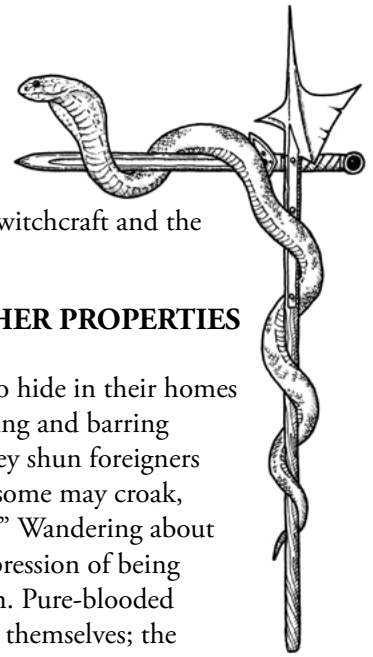 witchcraft and the
HER PROPERTIES
o hide in their homes
ing and barring
ey shun foreigners
some may croak,
” Wandering about
pression of being
n. Pure-blooded
themselves; the